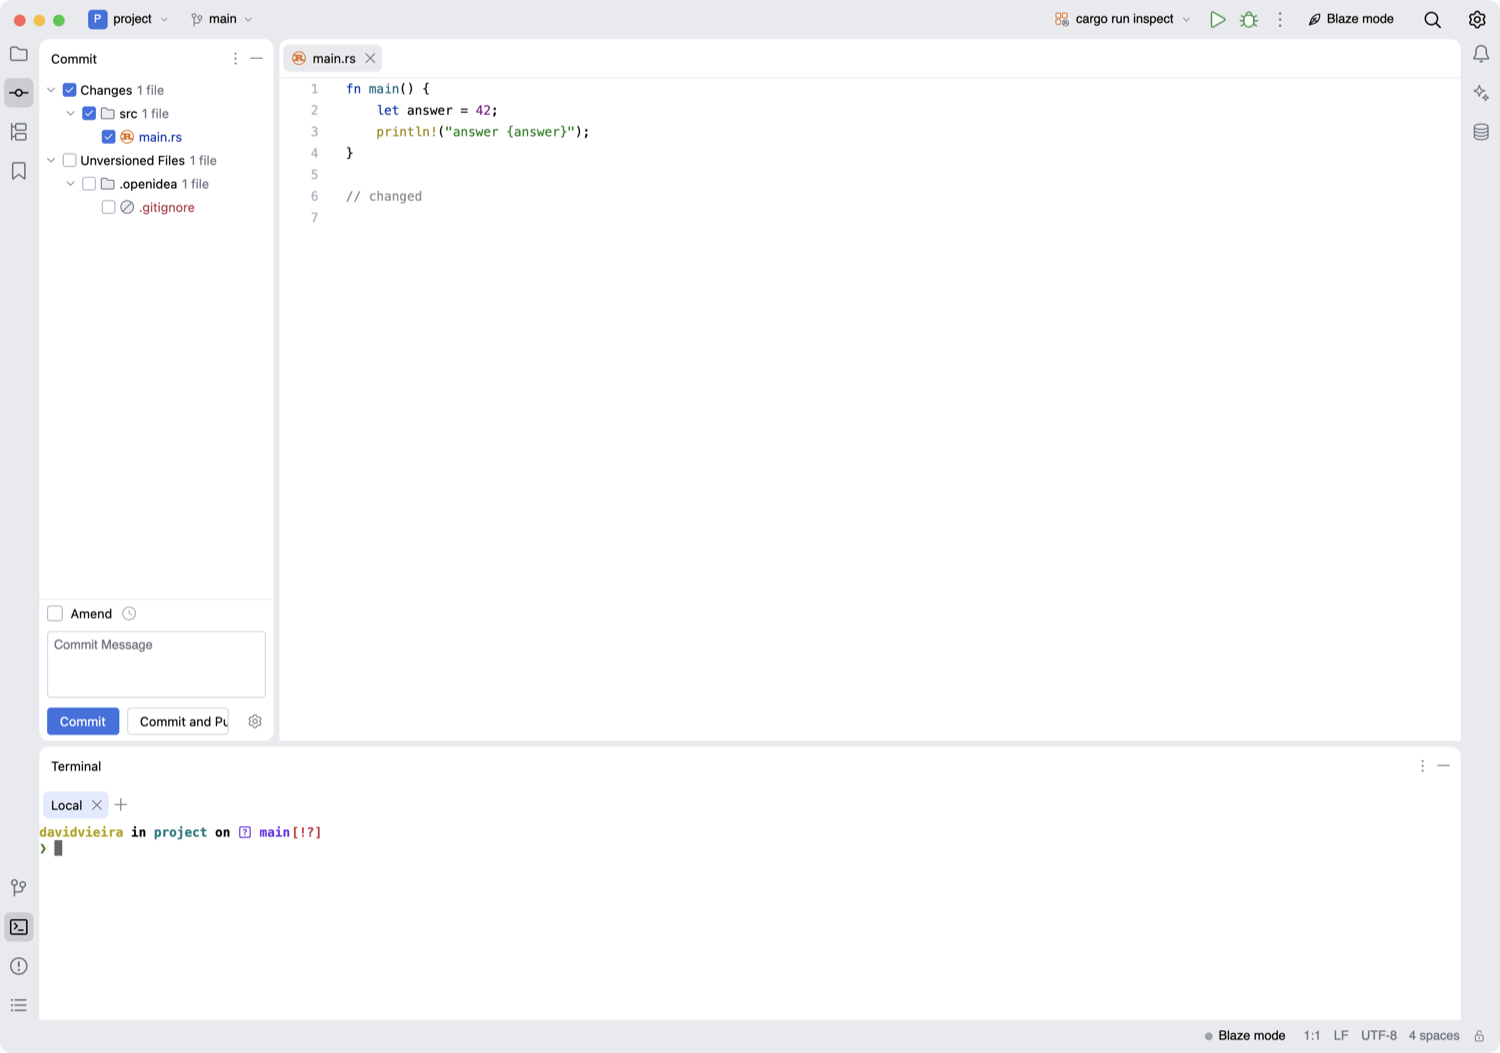 P project main cargo run inspect Blaze mode
Commit
main.rs
Changes 1 file
src 1 file
main.rs
Unversioned Files 1 file
.openidea 1 file
.gitignore
1 fn main() {
2 let answer = 42;
3 println!("answer {answer}");
4 }
5
6 // changed
7
Amend
Commit Message
Commit Commit and Pu
Terminal
Local
davidvieira in project on [?] main[!?]
❯
Blaze mode 1:1 LF UTF-8 4 spaces